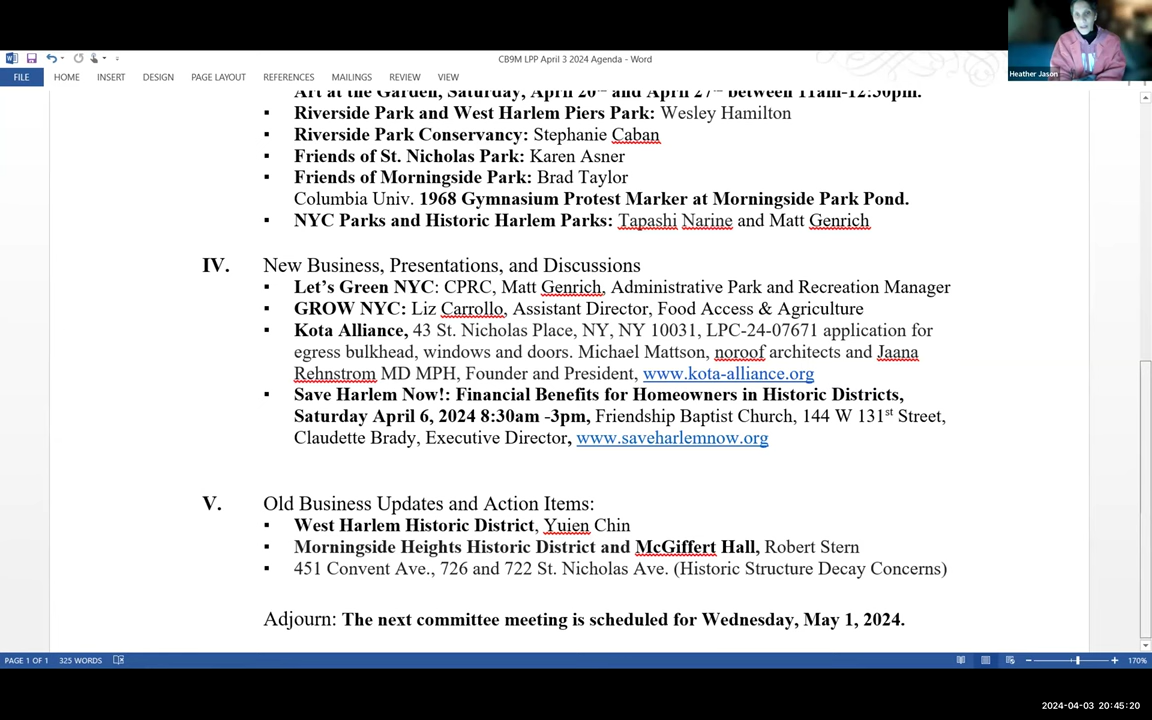 CB9M LPP April 3 2024 Agenda - Word
Heather Jason
FILE HOME INSERT DESIGN PAGE LAYOUT REFERENCES MAILINGS REVIEW VIEW
Art at the Garden, Saturday, April 20th and April 27th between 11am-12:30pm.
▪ Riverside Park and West Harlem Piers Park: Wesley Hamilton
▪ Riverside Park Conservancy: Stephanie Caban
▪ Friends of St. Nicholas Park: Karen Asner
▪ Friends of Morningside Park: Brad Taylor
Columbia Univ. 1968 Gymnasium Protest Marker at Morningside Park Pond.
▪ NYC Parks and Historic Harlem Parks: Tapashi Narine and Matt Genrich
IV. New Business, Presentations, and Discussions
▪ Let's Green NYC: CPRC, Matt Genrich, Administrative Park and Recreation Manager
▪ GROW NYC: Liz Carrollo, Assistant Director, Food Access & Agriculture
▪ Kota Alliance, 43 St. Nicholas Place, NY, NY 10031, LPC-24-07671 application for
egress bulkhead, windows and doors. Michael Mattson, noroof architects and Jaana
Rehnstrom MD MPH, Founder and President, www.kota-alliance.org
▪ Save Harlem Now!: Financial Benefits for Homeowners in Historic Districts,
Saturday April 6, 2024 8:30am -3pm, Friendship Baptist Church, 144 W 131st Street,
Claudette Brady, Executive Director, www.saveharlemnow.org
V. Old Business Updates and Action Items:
▪ West Harlem Historic District, Yuien Chin
▪ Morningside Heights Historic District and McGiffert Hall, Robert Stern
▪ 451 Convent Ave., 726 and 722 St. Nicholas Ave. (Historic Structure Decay Concerns)
Adjourn: The next committee meeting is scheduled for Wednesday, May 1, 2024.
PAGE 1 OF 1 325 WORDS 170%
2024-04-03 20:45:20